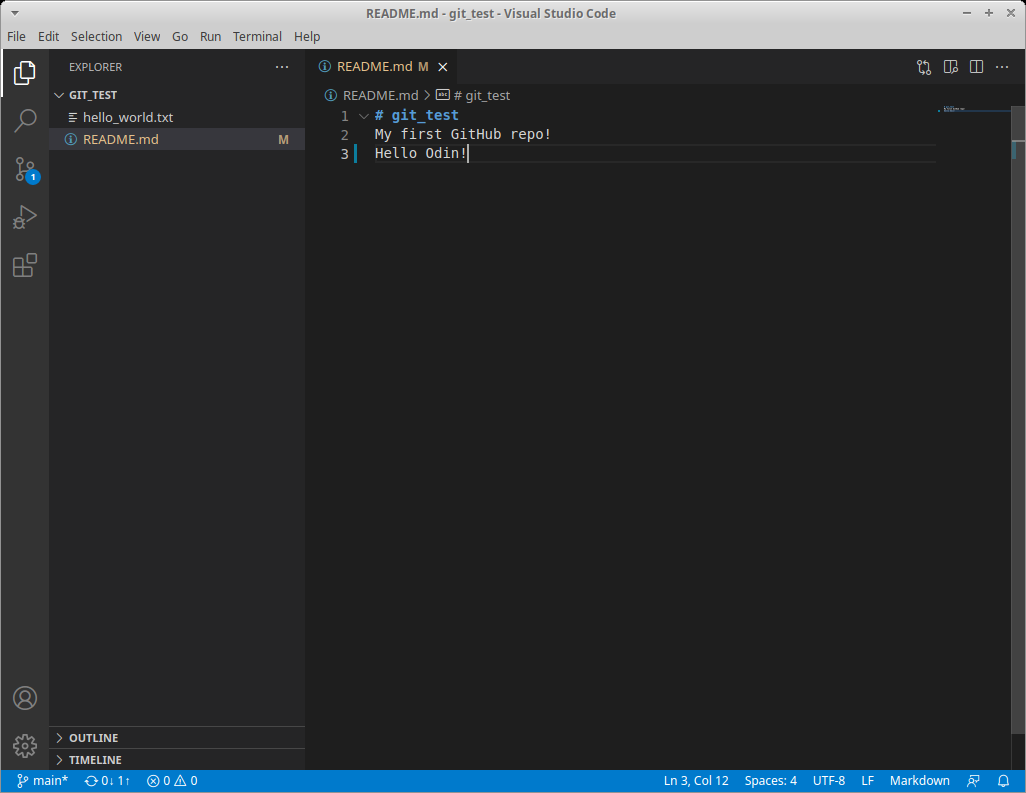 README.md - git_test - Visual Studio Code
File Edit Selection View Go Run Terminal Help
EXPLORER
GIT_TEST
hello_world.txt
README.md M
README.md M
README.md > # git_test
1 # git_test
2 My first GitHub repo!
3 Hello Odin!
1
OUTLINE
TIMELINE
main* 0↓ 1↑ 0 0 Ln 3, Col 12 Spaces: 4 UTF-8 LF Markdown